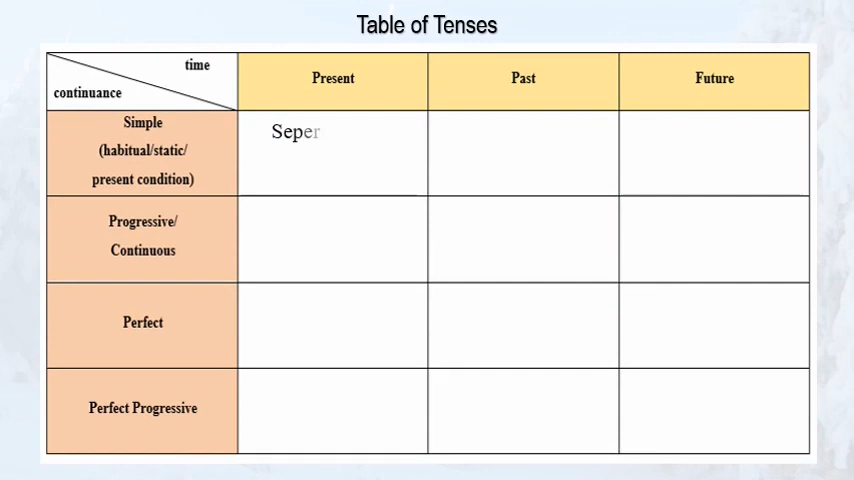 Table of Tenses
time
continuance
Present
Past
Future
Simple
(habitual/static/
present condition)
Seper
Progressive/
Continuous
Perfect
Perfect Progressive